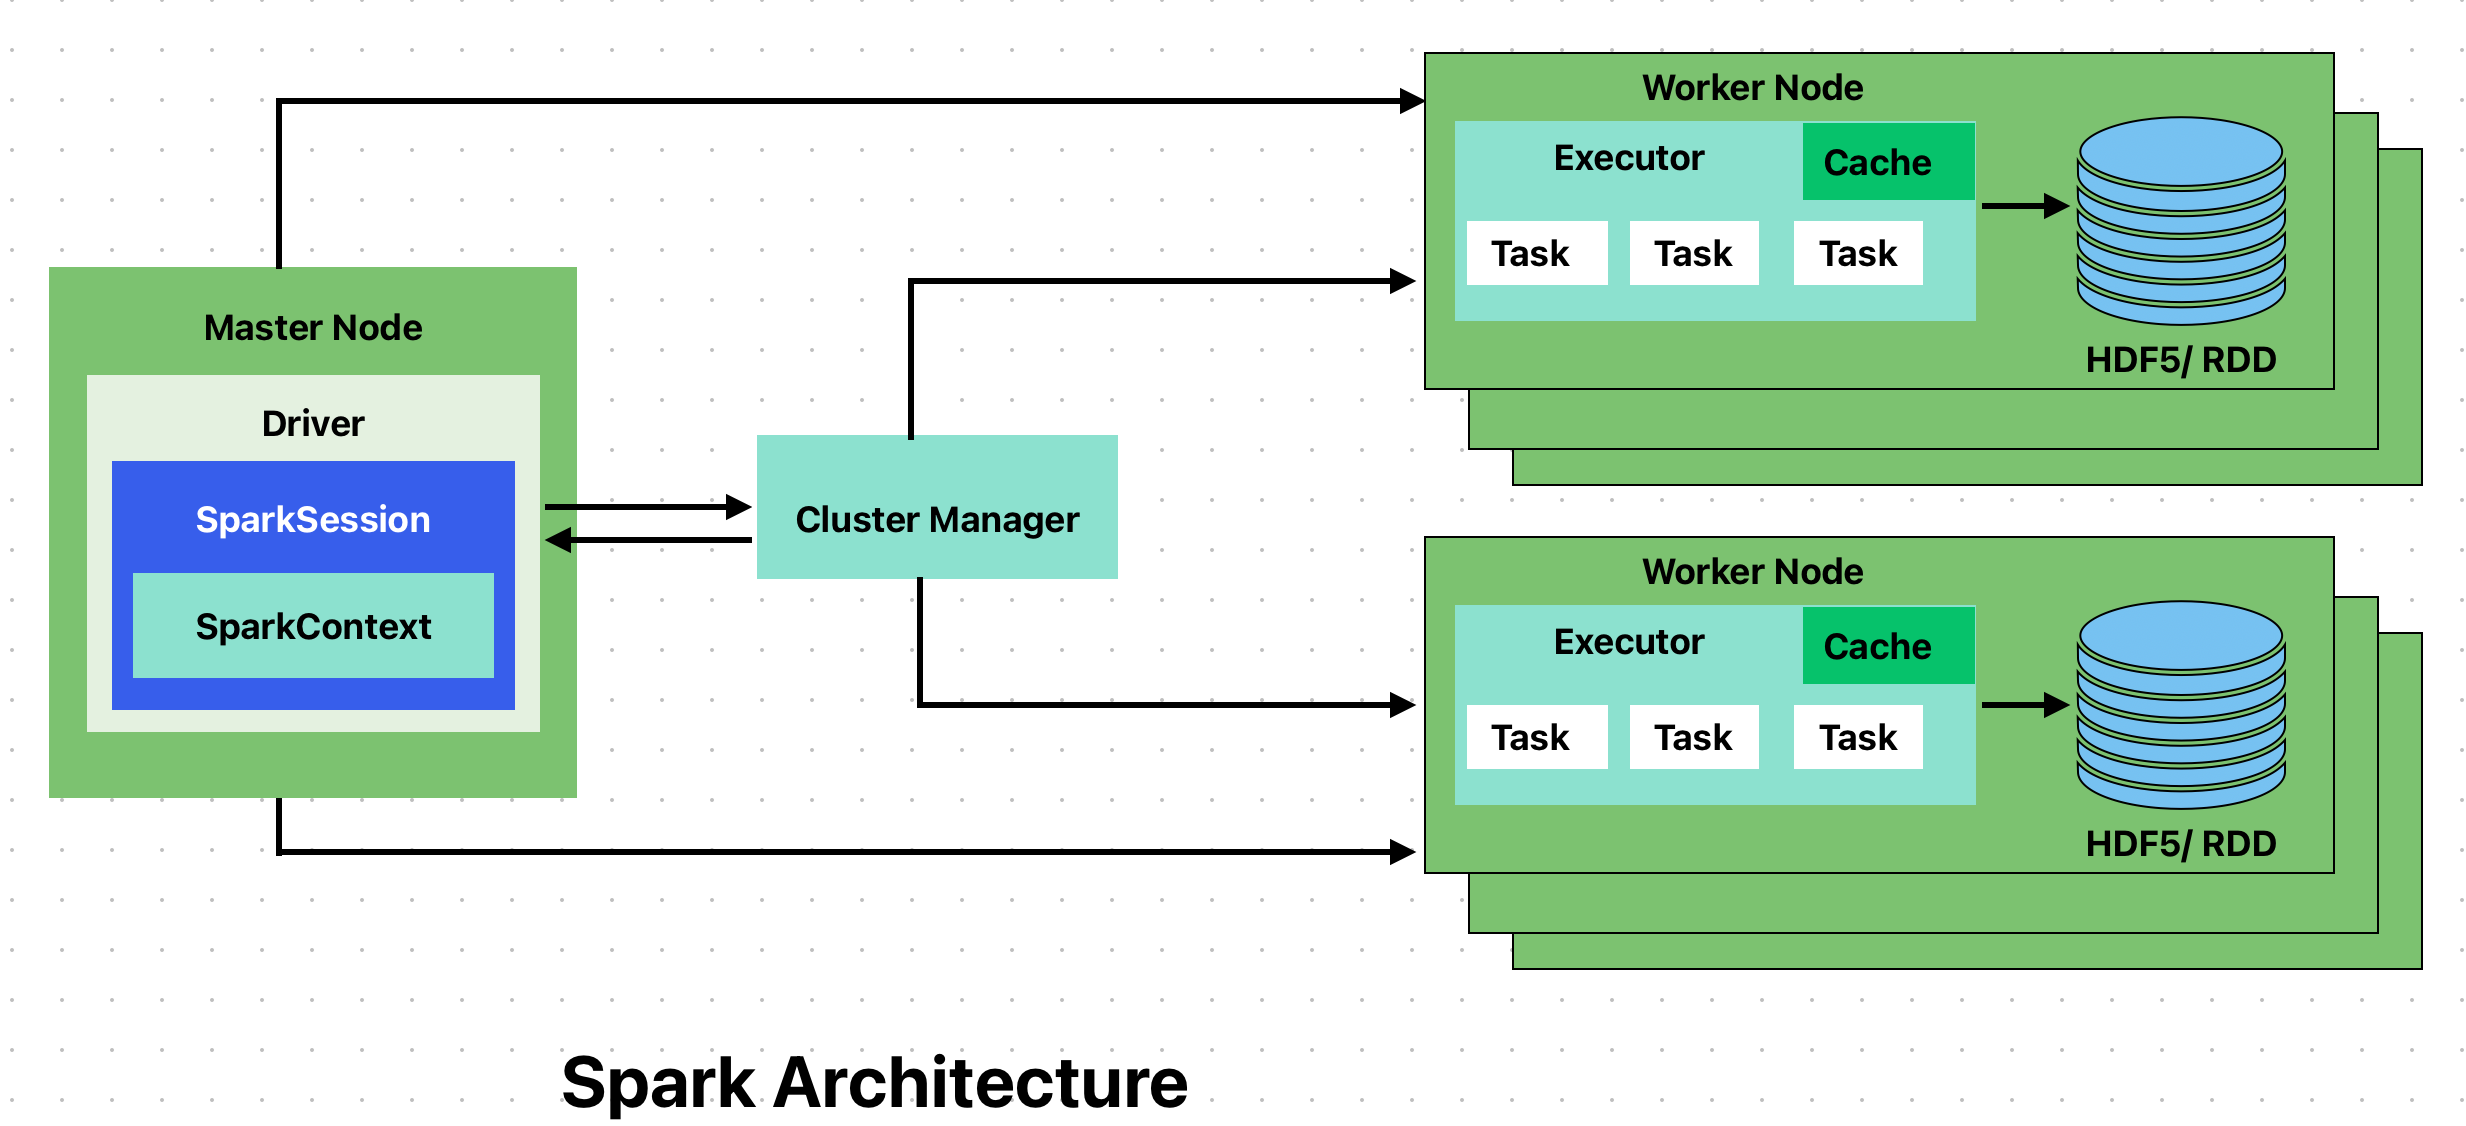 Worker Node
Executor
Cache
Task Task Task
HDF5/ RDD
Master Node
Driver
SparkSession
SparkContext
Cluster Manager
Worker Node
Executor
Cache
Task Task Task
HDF5/ RDD
Spark Architecture